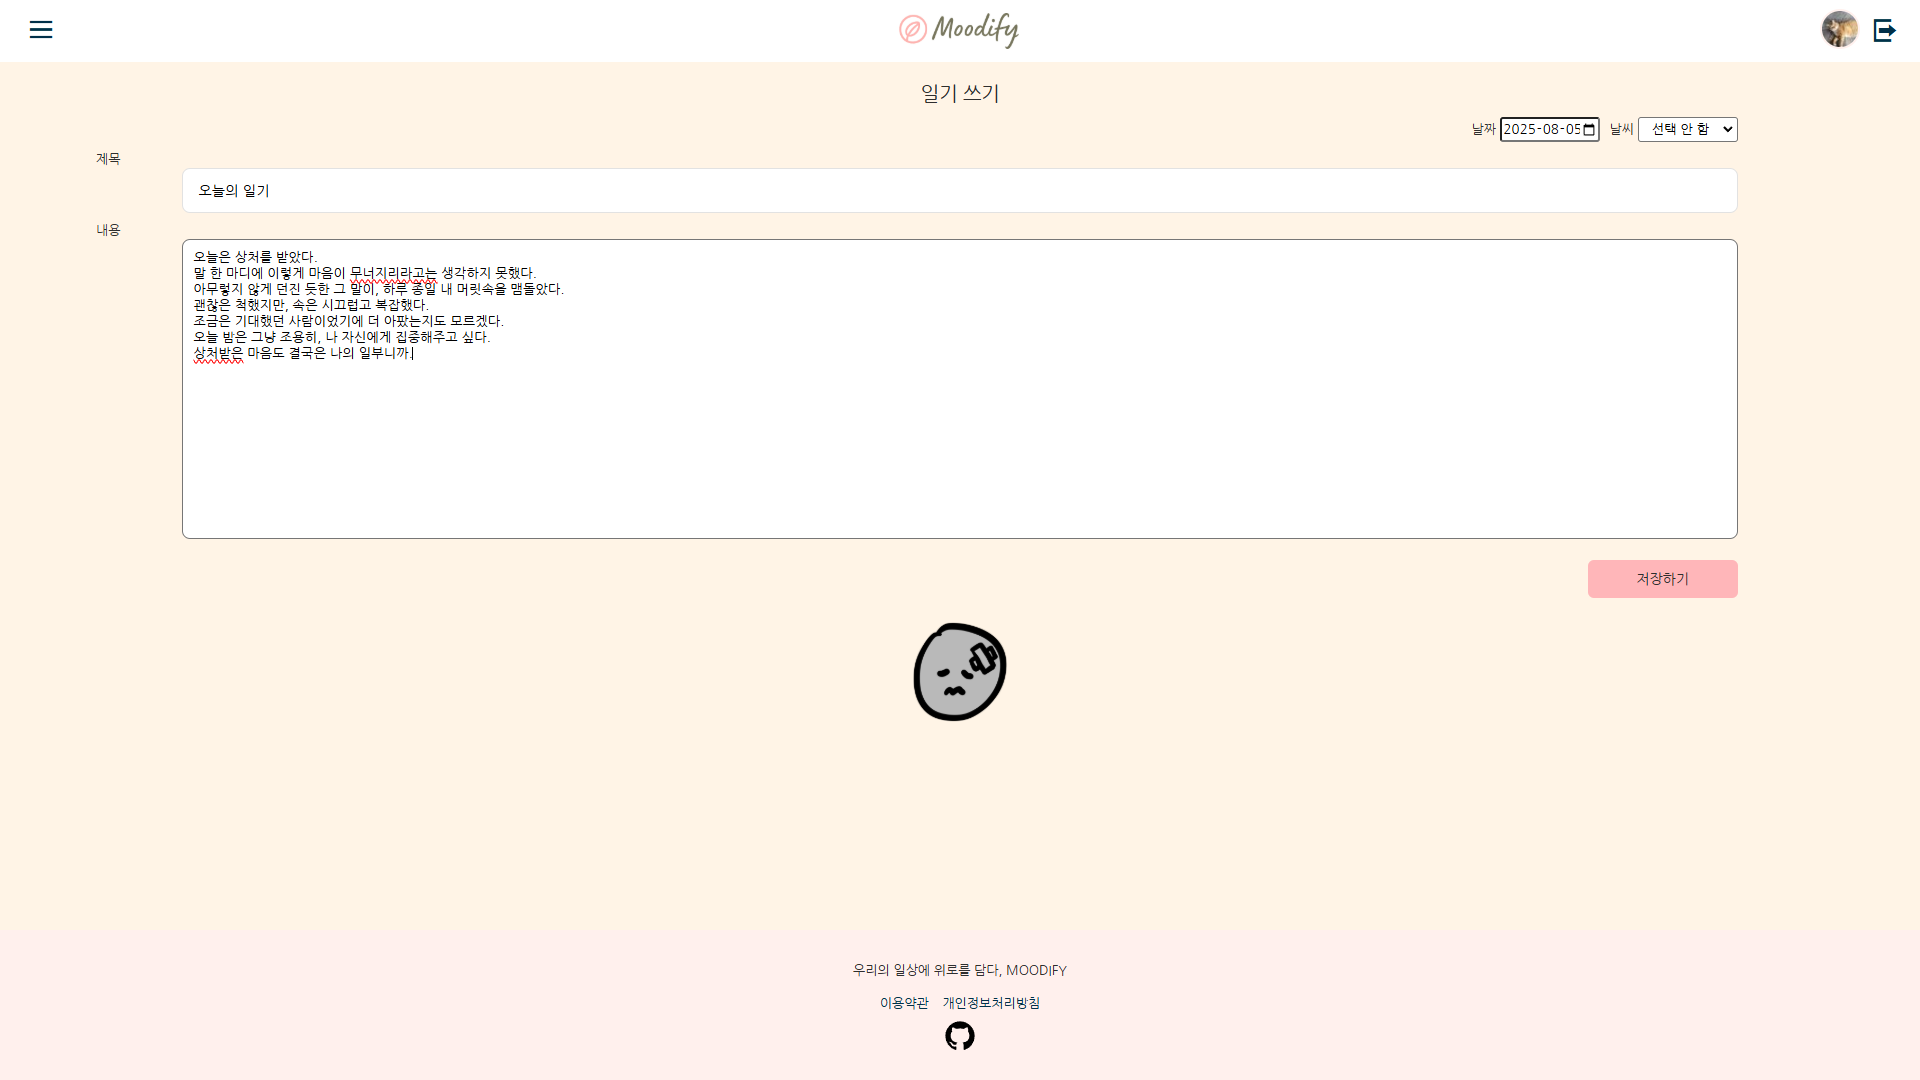 Moodify
일기 쓰기
날짜 2025-08-05 날씨 선택 안 함
제목
오늘의 일기
내용
오늘은 상처를 받았다.
말 한 마디에 이렇게 마음이 무너지리라고는 생각하지 못했다.
아무렇지 않게 던진 듯한 그 말이, 하루 종일 내 머릿속을 맴돌았다.
괜찮은 척했지만, 속은 시끄럽고 복잡했다.
조금은 기대했던 사람이었기에 더 아팠는지도 모르겠다.
오늘 밤은 그냥 조용히, 나 자신에게 집중해주고 싶다.
상처받은 마음도 결국은 나의 일부니까.
저장하기
우리의 일상에 위로를 담다, MOODIFY
이용약관 개인정보처리방침